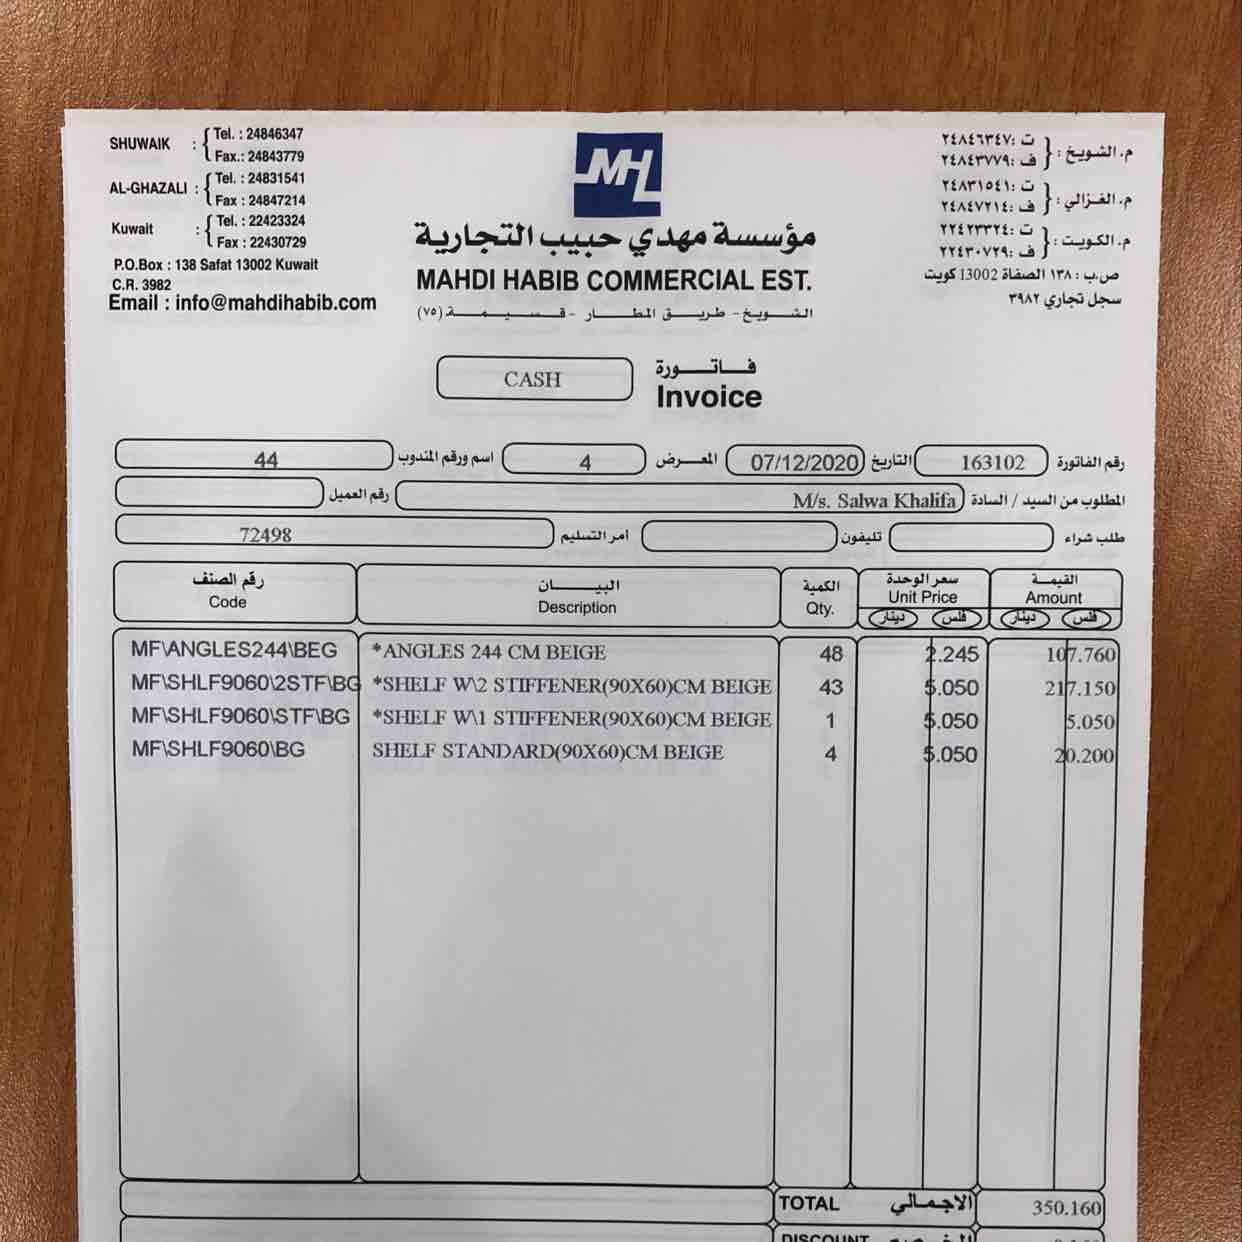 SHUWAIK : Tel. : 24846347
Fax.: 24843779
AL-GHAZALI : Tel. : 24831541
Fax : 24847214
Kuwait : Tel. : 22423324
Fax : 22430729
P.O.Box : 138 Safat 13002 Kuwait
C.R. 3982
Email : info@mahdihabib.com
MHL
مؤسسة مهدي حبيب التجارية
MAHDI HABIB COMMERCIAL EST.
الشويخ - طريق المطار - قسيمة (٧٥)
م. الشويخ : ت :٢٤٨٤٦٣٤٧
ف :٢٤٨٤٣٧٧٩
م. الغزالي : ت :٢٤٨٣١٥٤١
ف :٢٤٨٤٧٢١٤
م. الكويت : ت :٢٢٤٢٣٣٢٤
ف :٢٢٤٣٠٧٢٩
ص.ب : ١٣٨ الصفاة 13002 كويت
سجل تجاري ٣٩٨٢
CASH
فاتورة
Invoice
رقم الفاتورة 163102 التاريخ 07/12/2020 المعرض 4 اسم ورقم المندوب 44
المطلوب من السيد / السادة M/s. Salwa Khalifa رقم العميل
طلب شراء تليفون امر التسليم 72498
رقم الصنف البيـــان الكمية سعر الوحدة القيمة
Code Description Qty. Unit Price Amount
دينار فلس دينار فلس
MF\ANGLES244\BEG *ANGLES 244 CM BEIGE 48 2.245 107.760
MF\SHLF9060\2STF\BG *SHELF W\2 STIFFENER(90X60)CM BEIGE 43 5.050 217.150
MF\SHLF9060\STF\BG *SHELF W\1 STIFFENER(90X60)CM BEIGE 1 5.050 5.050
MF\SHLF9060\BG SHELF STANDARD(90X60)CM BEIGE 4 5.050 20.200
TOTAL الاجمالي 350.160
DISCOUNT